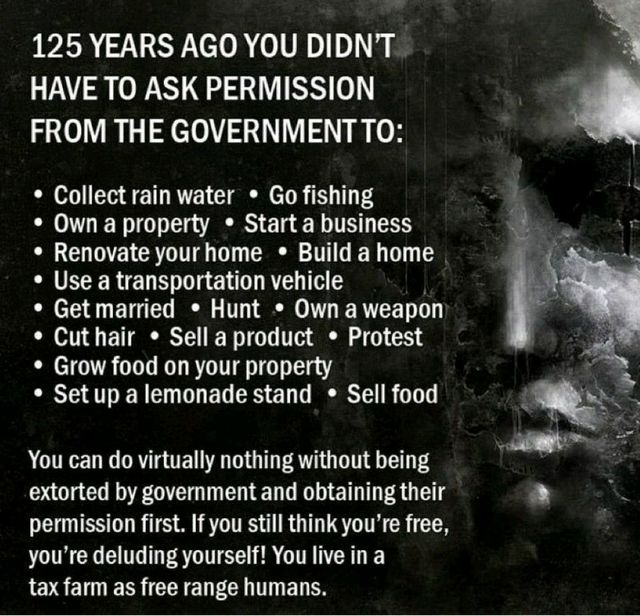 125 YEARS AGO YOU DIDN'T
HAVE TO ASK PERMISSION
FROM THE GOVERNMENT TO:
• Collect rain water • Go fishing
• Own a property • Start a business
• Renovate your home • Build a home
• Use a transportation vehicle
• Get married • Hunt • Own a weapon
• Cut hair • Sell a product • Protest
• Grow food on your property
• Set up a lemonade stand • Sell food
You can do virtually nothing without being
extorted by government and obtaining their
permission first. If you still think you're free,
you're deluding yourself! You live in a
tax farm as free range humans.